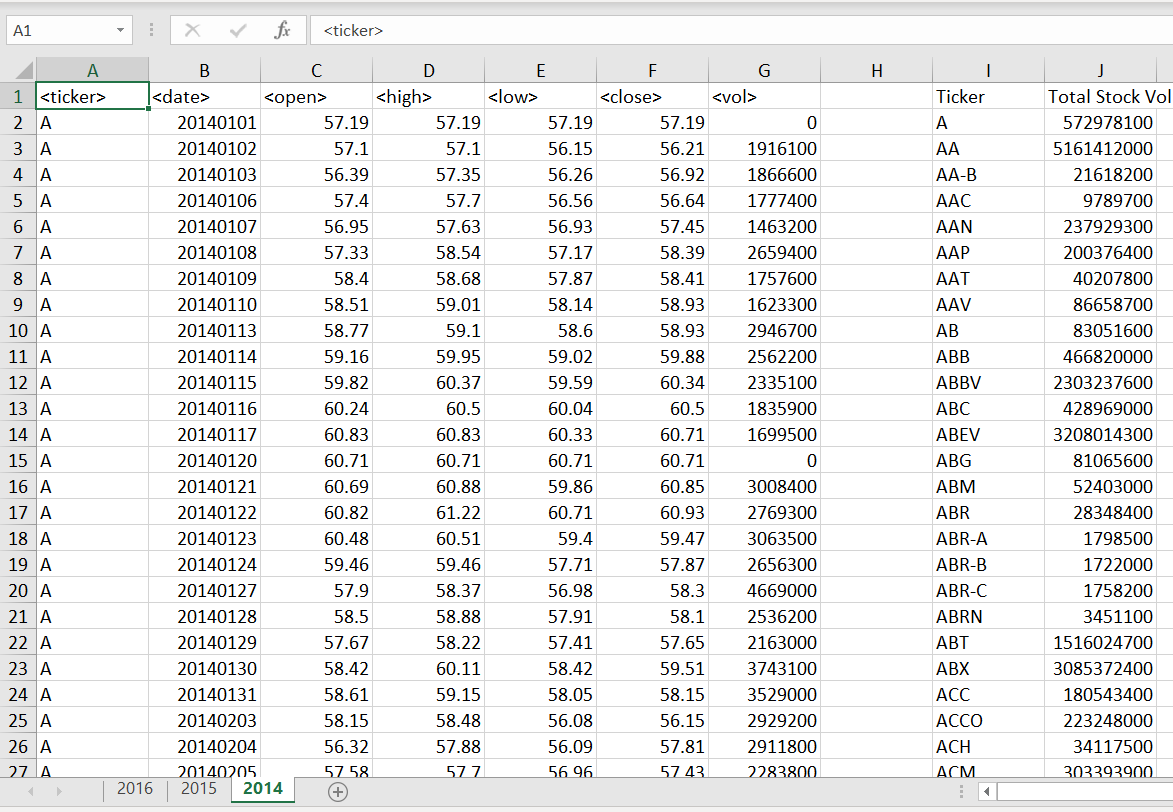 A1 fx <ticker>
A B C D E F G H I J
1 <ticker> <date> <open> <high> <low> <close> <vol> Ticker Total Stock Vol
2 A 20140101 57.19 57.19 57.19 57.19 0 A 572978100
3 A 20140102 57.1 57.1 56.15 56.21 1916100 AA 5161412000
4 A 20140103 56.39 57.35 56.26 56.92 1866600 AA-B 21618200
5 A 20140106 57.4 57.7 56.56 56.64 1777400 AAC 9789700
6 A 20140107 56.95 57.63 56.93 57.45 1463200 AAN 237929300
7 A 20140108 57.33 58.54 57.17 58.39 2659400 AAP 200376400
8 A 20140109 58.4 58.68 57.87 58.41 1757600 AAT 40207800
9 A 20140110 58.51 59.01 58.14 58.93 1623300 AAV 86658700
10 A 20140113 58.77 59.1 58.6 58.93 2946700 AB 83051600
11 A 20140114 59.16 59.95 59.02 59.88 2562200 ABB 466820000
12 A 20140115 59.82 60.37 59.59 60.34 2335100 ABBV 2303237600
13 A 20140116 60.24 60.5 60.04 60.5 1835900 ABC 428969000
14 A 20140117 60.83 60.83 60.33 60.71 1699500 ABEV 3208014300
15 A 20140120 60.71 60.71 60.71 60.71 0 ABG 81065600
16 A 20140121 60.69 60.88 59.86 60.85 3008400 ABM 52403000
17 A 20140122 60.82 61.22 60.71 60.93 2769300 ABR 28348400
18 A 20140123 60.48 60.51 59.4 59.47 3063500 ABR-A 1798500
19 A 20140124 59.46 59.46 57.71 57.87 2656300 ABR-B 1722000
20 A 20140127 57.9 58.37 56.98 58.3 4669000 ABR-C 1758200
21 A 20140128 58.5 58.88 57.91 58.1 2536200 ABRN 3451100
22 A 20140129 57.67 58.22 57.41 57.65 2163000 ABT 1516024700
23 A 20140130 58.42 60.11 58.42 59.51 3743100 ABX 3085372400
24 A 20140131 58.61 59.15 58.05 58.15 3529000 ACC 180543400
25 A 20140203 58.15 58.48 56.08 56.15 2929200 ACCO 223248000
26 A 20140204 56.32 57.88 56.09 57.81 2911800 ACH 34117500
27 A 20140205 57.58 57.7 56.96 57.43 2283800 ACM 303393900
2016 2015 2014